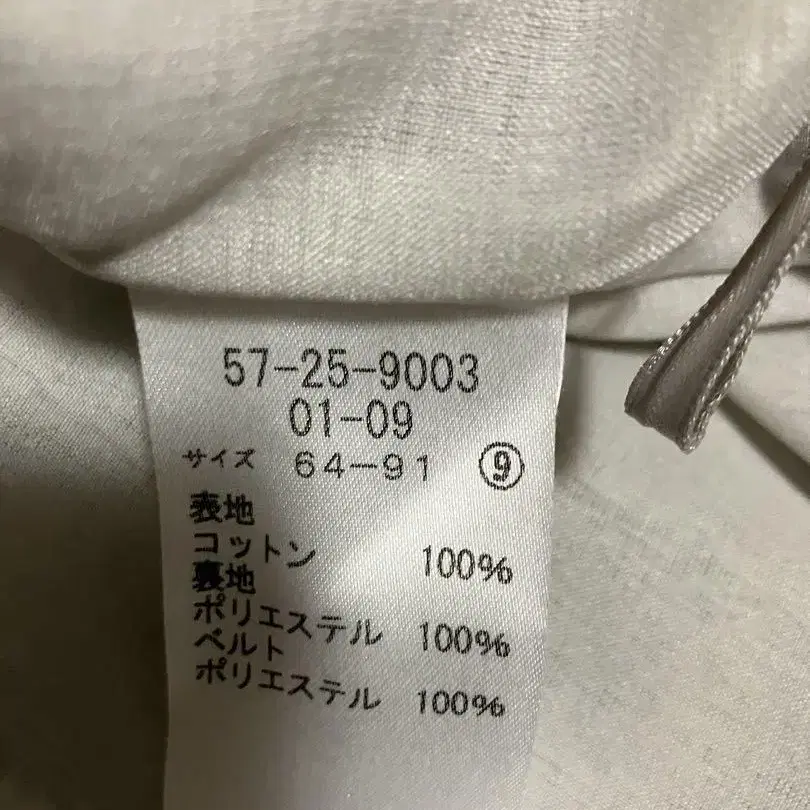 57-25-9003
01-09
サイズ 64-91 ⑨
表地
コットン 100%
裏地
ポリエステル 100%
ベルト
ポリエステル 100%